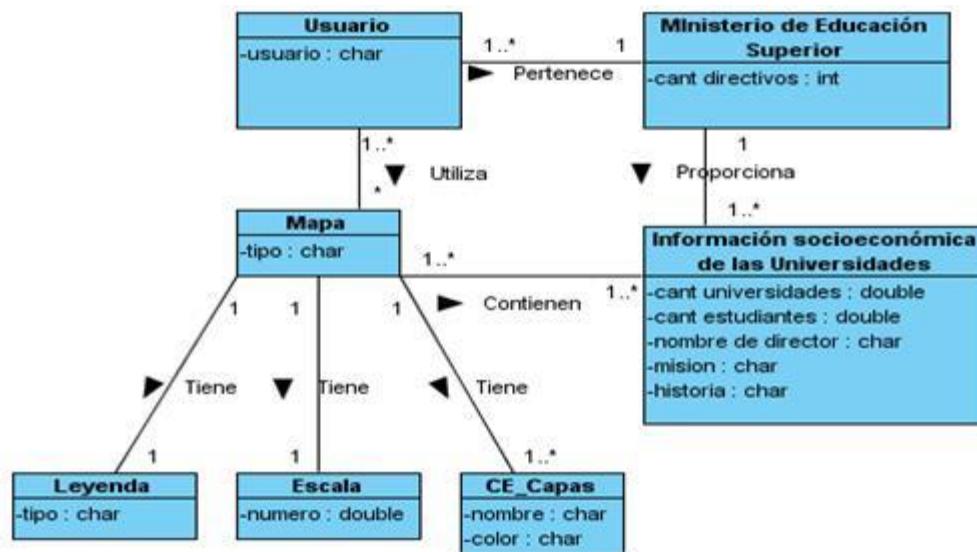 Usuario
-usuario : char
1..*
1
Pertenece
MInisterio de Educación
Superior
-cant directivos : int
1..*
Utiliza
*
1
Proporciona
1..*
Mapa
-tipo : char
1..*
Contienen
1..*
Información socioeconómica
de las Universidades
-cant universidades : double
-cant estudiantes : double
-nombre de director : char
-mision : char
-historia : char
1
1
1
Tiene
Tiene
Tiene
1
1
1..*
Leyenda
-tipo : char
Escala
-numero : double
CE_Capas
-nombre : char
-color : char